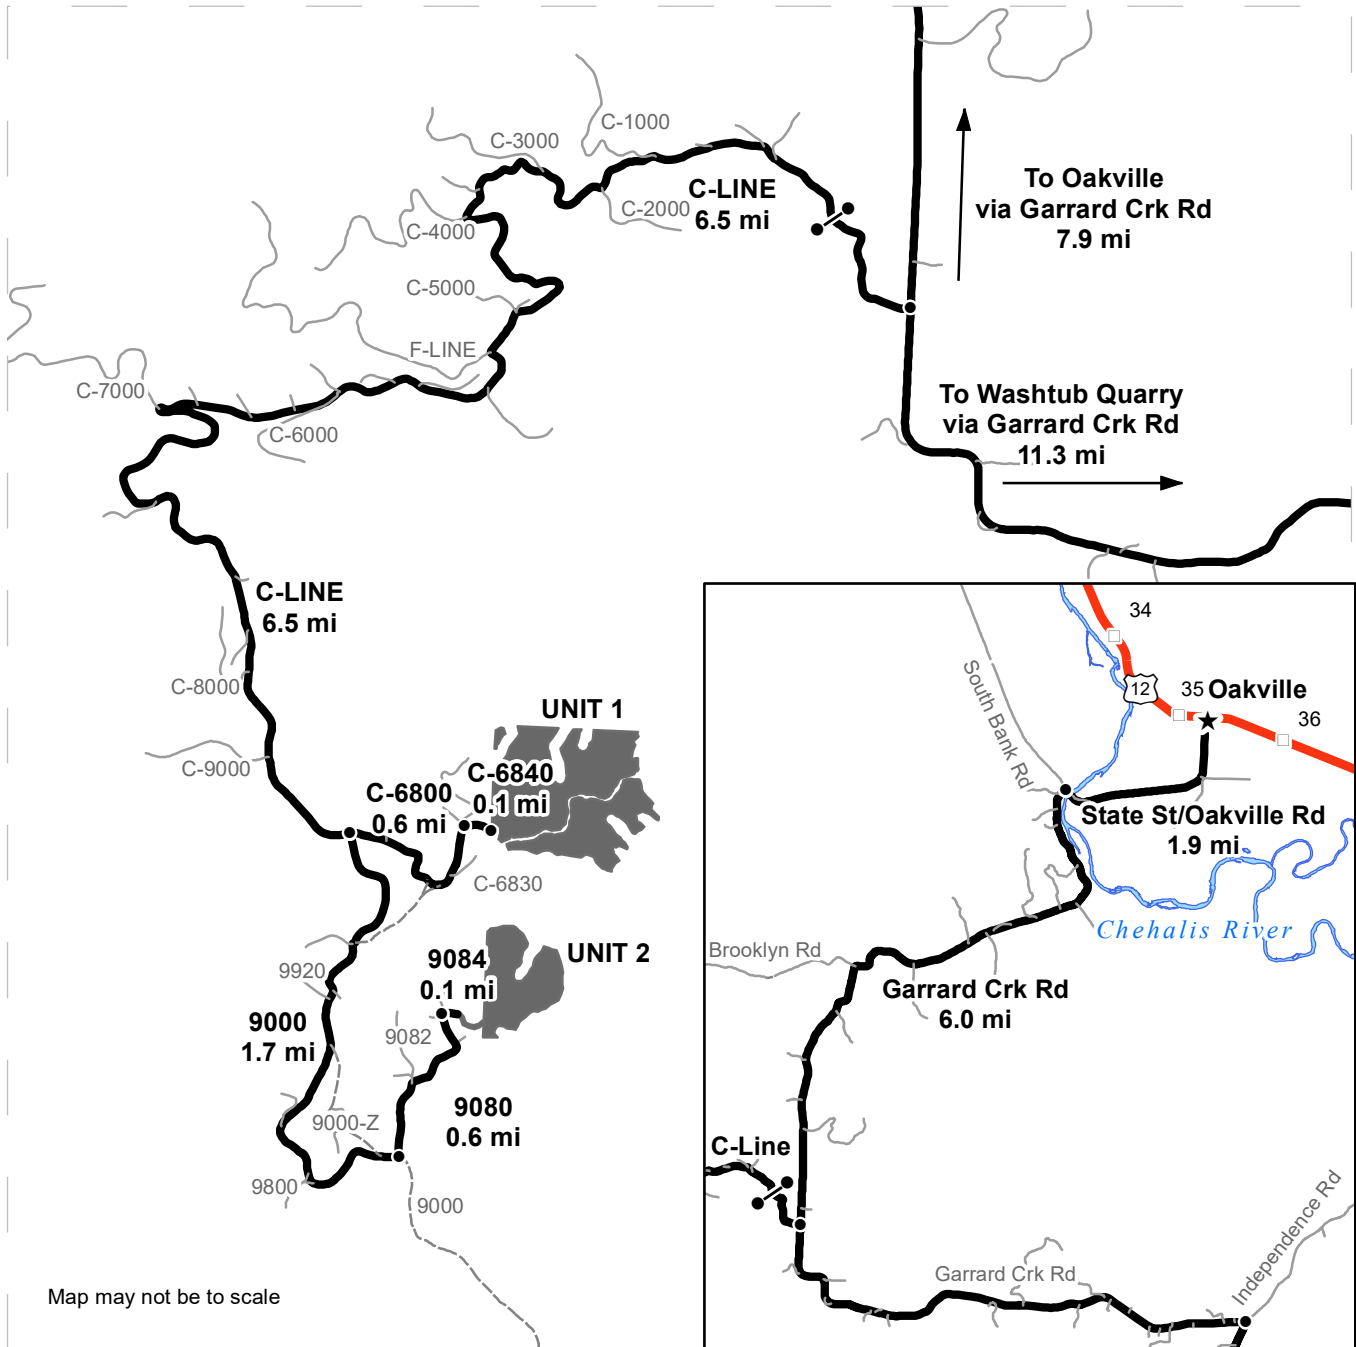 C-1000
C-3000
C-LINE
6.5 mi
C-2000
C-4000
C-5000
F-LINE
C-7000
C-6000
To Oakville
via Garrard Crk Rd
7.9 mi
To Washtub Quarry
via Garrard Crk Rd
11.3 mi
C-LINE
6.5 mi
C-8000
C-9000
UNIT 1
C-6840
0.1 mi
C-6800
0.6 mi
C-6830
UNIT 2
9084
0.1 mi
9920
9000
1.7 mi
9082
9080
0.6 mi
9000-Z
9800
9000
Map may not be to scale
34
12
35
Oakville
36
South Bank Rd
State St/Oakville Rd
1.9 mi
Chehalis River
Brooklyn Rd
Garrard Crk Rd
6.0 mi
C-Line
Garrard Crk Rd
Independence Rd